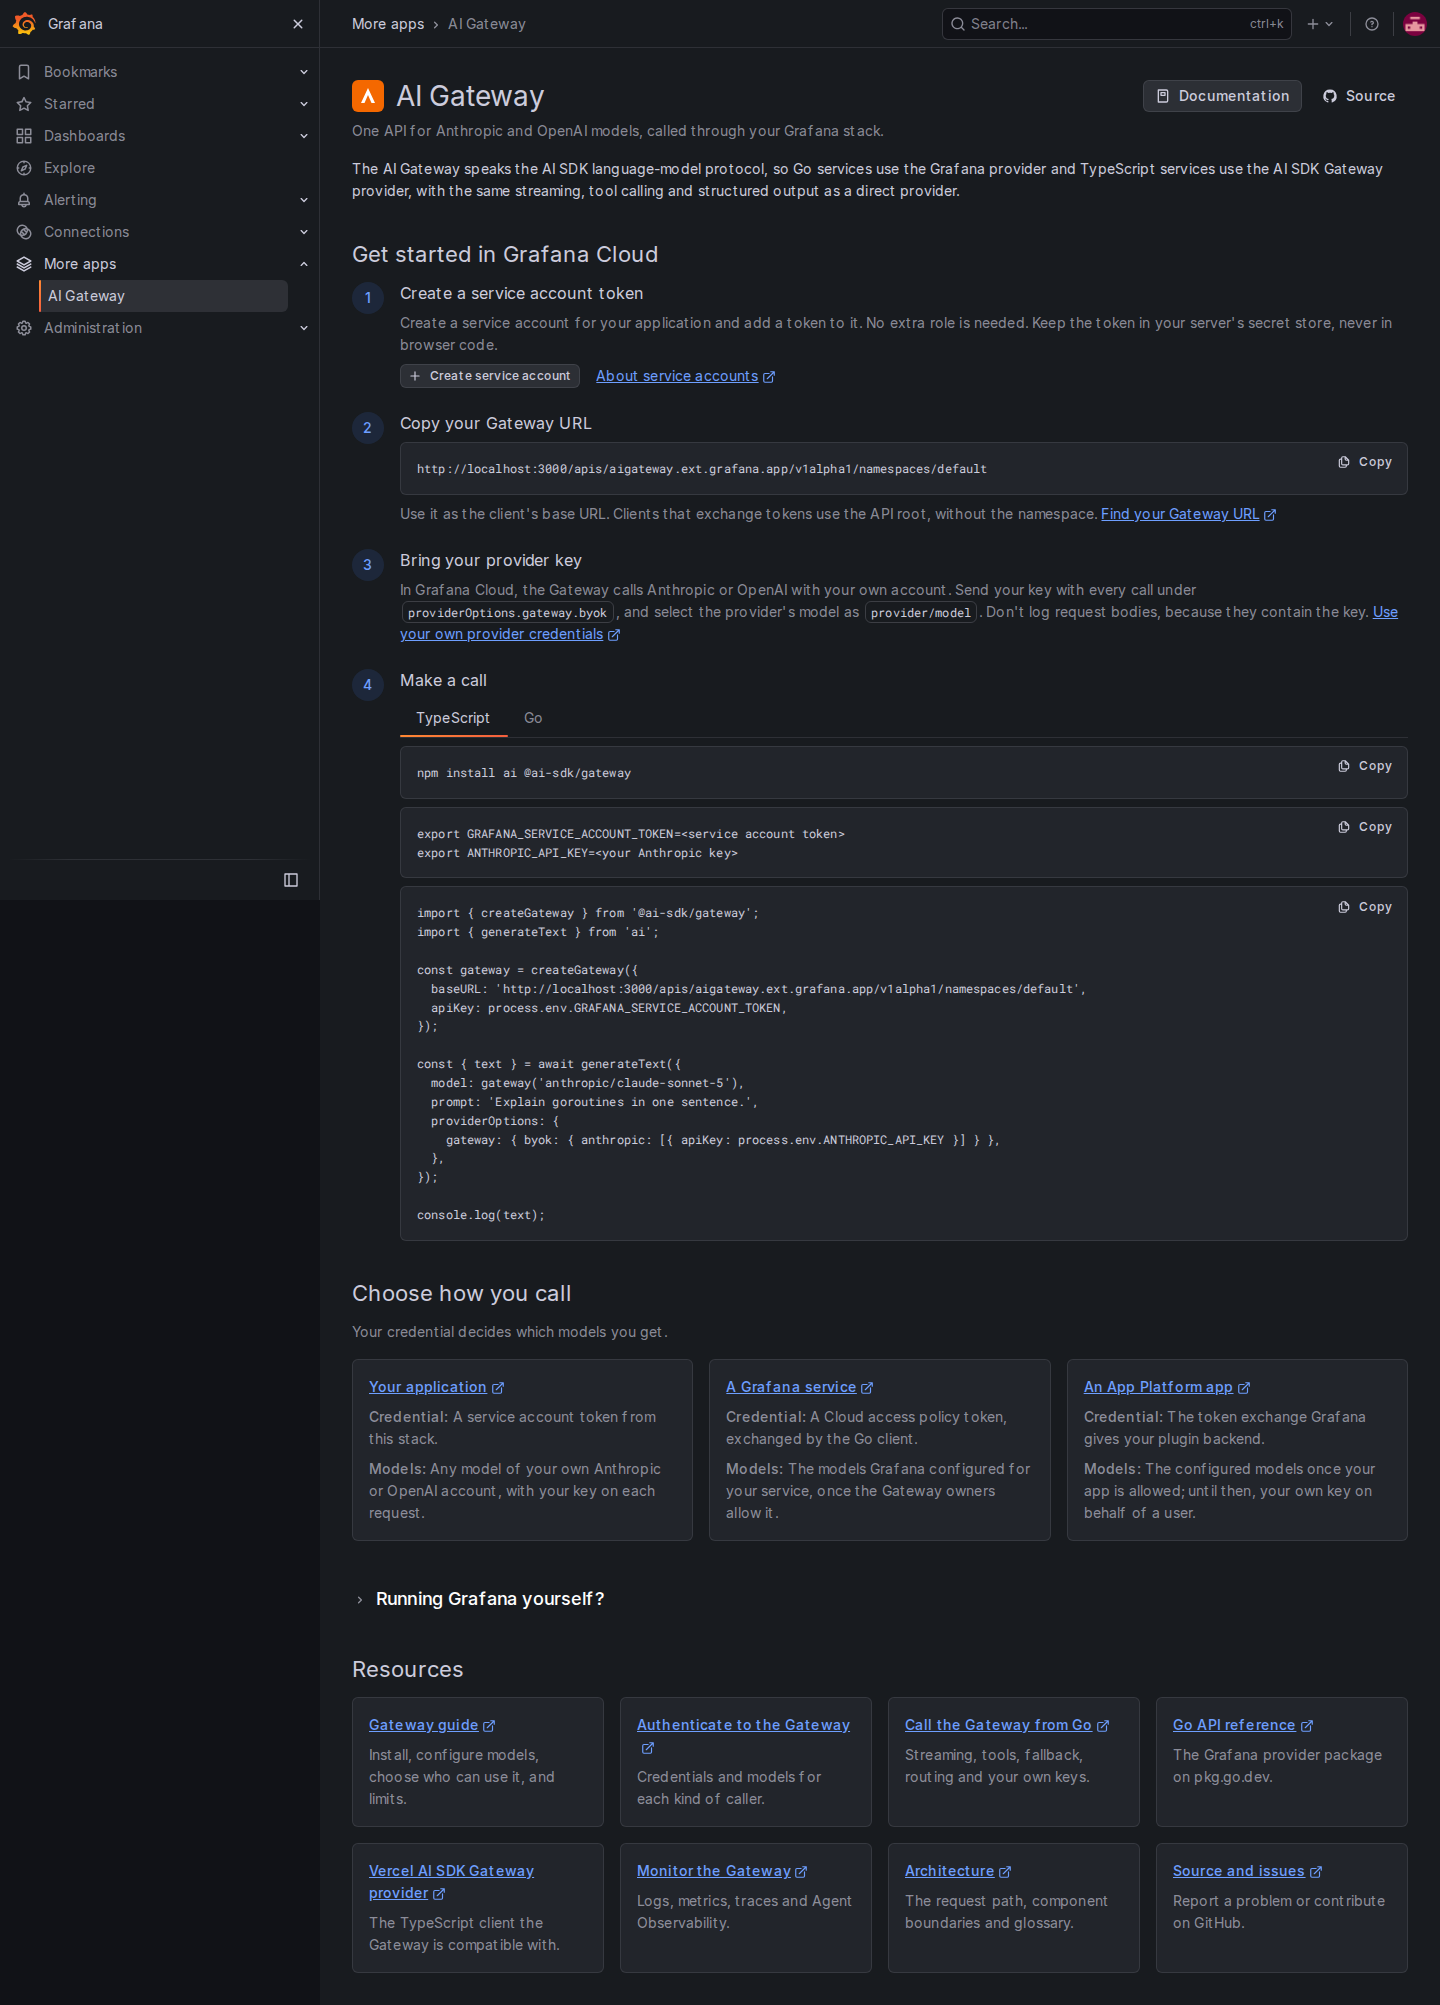 Grafana
More apps › AI Gateway
Search...
ctrl+k
Bookmarks
Starred
Dashboards
Explore
Alerting
Connections
More apps
AI Gateway
Administration
AI Gateway
Documentation
Source
One API for Anthropic and OpenAI models, called through your Grafana stack.
The AI Gateway speaks the AI SDK language-model protocol, so Go services use the Grafana provider and TypeScript services use the AI SDK Gateway
provider, with the same streaming, tool calling and structured output as a direct provider.
Get started in Grafana Cloud
1
Create a service account token
Create a service account for your application and add a token to it. No extra role is needed. Keep the token in your server's secret store, never in
browser code.
Create service account
About service accounts
2
Copy your Gateway URL
http://localhost:3000/apis/aigateway.ext.grafana.app/v1alpha1/namespaces/default
Copy
Use it as the client's base URL. Clients that exchange tokens use the API root, without the namespace. Find your Gateway URL
3
Bring your provider key
In Grafana Cloud, the Gateway calls Anthropic or OpenAI with your own account. Send your key with every call under
providerOptions.gateway.byok , and select the provider's model as provider/model . Don't log request bodies, because they contain the key. Use
your own provider credentials
4
Make a call
TypeScript
Go
npm install ai @ai-sdk/gateway
Copy
export GRAFANA_SERVICE_ACCOUNT_TOKEN=<service account token>
export ANTHROPIC_API_KEY=<your Anthropic key>
Copy
import { createGateway } from '@ai-sdk/gateway';
import { generateText } from 'ai';
Copy
const gateway = createGateway({
baseURL: 'http://localhost:3000/apis/aigateway.ext.grafana.app/v1alpha1/namespaces/default',
apiKey: process.env.GRAFANA_SERVICE_ACCOUNT_TOKEN,
});
const { text } = await generateText({
model: gateway('anthropic/claude-sonnet-5'),
prompt: 'Explain goroutines in one sentence.',
providerOptions: {
gateway: { byok: { anthropic: [{ apiKey: process.env.ANTHROPIC_API_KEY }] } },
},
});
console.log(text);
Choose how you call
Your credential decides which models you get.
Your application
Credential: A service account token from
this stack.
Models: Any model of your own Anthropic
or OpenAI account, with your key on each
request.
A Grafana service
Credential: A Cloud access policy token,
exchanged by the Go client.
Models: The models Grafana configured for
your service, once the Gateway owners
allow it.
An App Platform app
Credential: The token exchange Grafana
gives your plugin backend.
Models: The configured models once your
app is allowed; until then, your own key on
behalf of a user.
Running Grafana yourself?
Resources
Gateway guide
Install, configure models,
choose who can use it, and
limits.
Authenticate to the Gateway
Credentials and models for
each kind of caller.
Call the Gateway from Go
Streaming, tools, fallback,
routing and your own keys.
Go API reference
The Grafana provider package
on pkg.go.dev.
Vercel AI SDK Gateway
provider
The TypeScript client the
Gateway is compatible with.
Monitor the Gateway
Logs, metrics, traces and Agent
Observability.
Architecture
The request path, component
boundaries and glossary.
Source and issues
Report a problem or contribute
on GitHub.